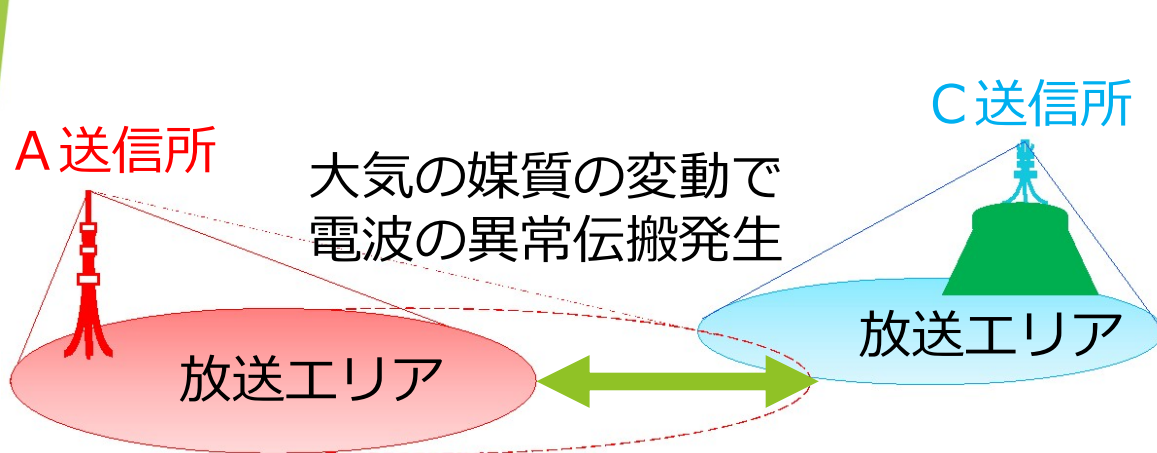 C送信所
A送信所
大気の媒質の変動で
電波の異常伝搬発生
放送エリア
放送エリア